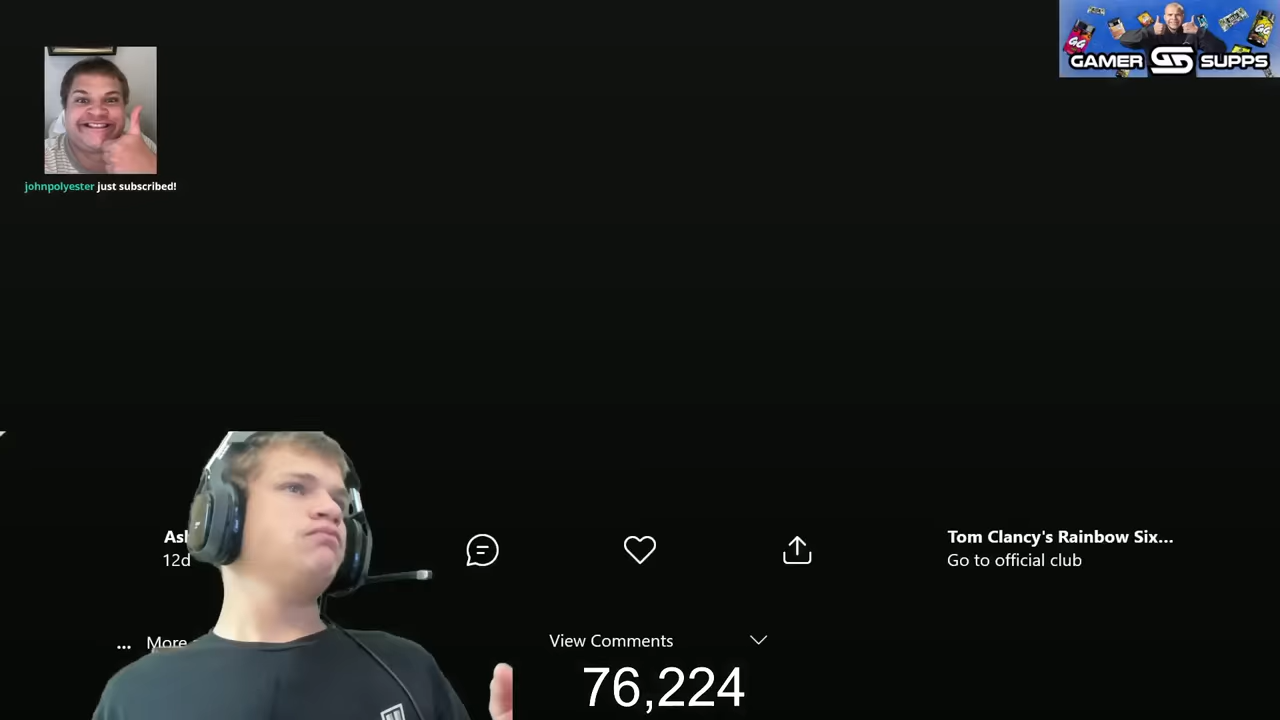 GAMER GG SUPPS
johnpolyester just subscribed!
12d
Tom Clancy's Rainbow Six...
Go to official club
... More
View Comments
76,224